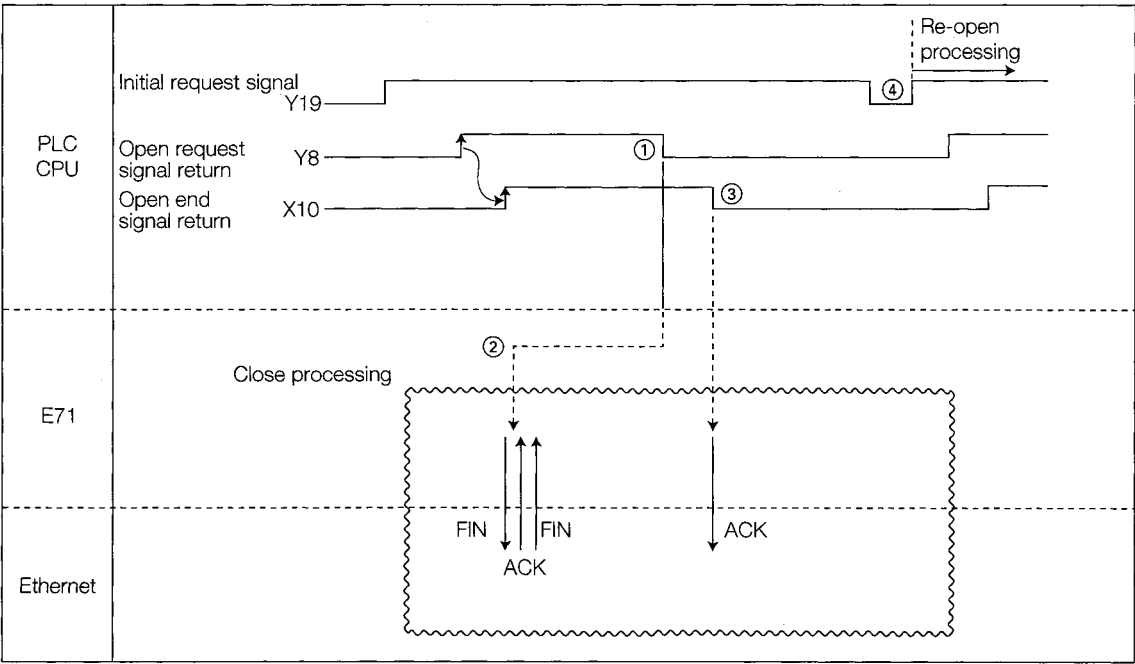 Re-open
processing
Initial request signal
Y19
④
PLC
CPU
Open request
signal return
Y8
①
Open end
signal return
X10
③
②
Close processing
E71
FIN
FIN
ACK
ACK
Ethernet